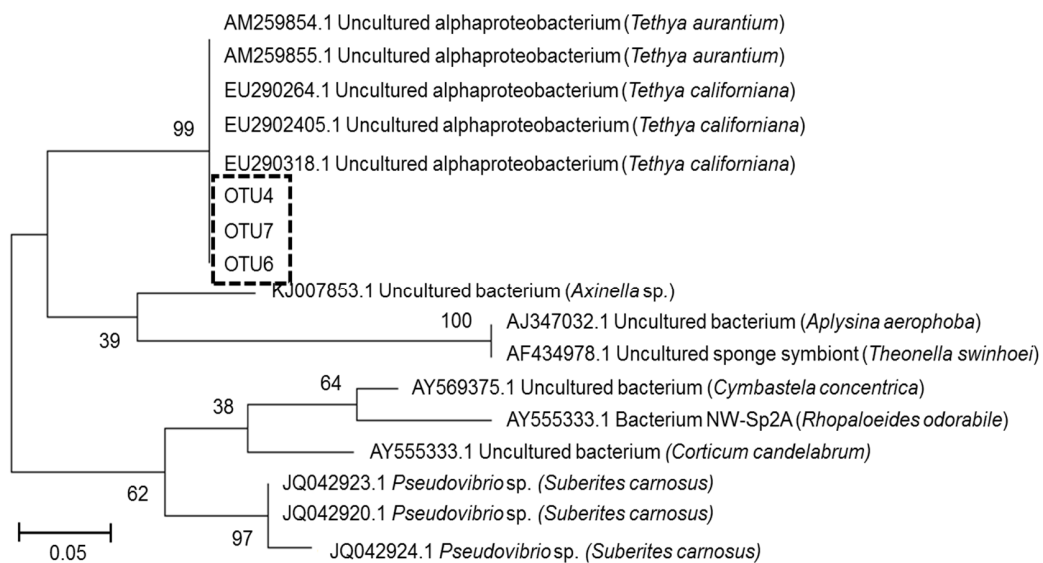 AM259854.1 Uncultured alphaproteobacterium (Tethya aurantium)
AM259855.1 Uncultured alphaproteobacterium (Tethya aurantium)
EU290264.1 Uncultured alphaproteobacterium (Tethya californiana)
EU2902405.1 Uncultured alphaproteobacterium (Tethya californiana)
99
EU290318.1 Uncultured alphaproteobacterium (Tethya californiana)
OTU4
OTU7
OTU6
KJ007853.1 Uncultured bacterium (Axinella sp.)
100
AJ347032.1 Uncultured bacterium (Aplysina aerophoba)
39
AF434978.1 Uncultured sponge symbiont (Theonella swinhoei)
64
AY569375.1 Uncultured bacterium (Cymbastela concentrica)
38
AY555333.1 Bacterium NW-Sp2A (Rhopaloeides odorabile)
AY555333.1 Uncultured bacterium (Corticum candelabrum)
62
JQ042923.1 Pseudovibrio sp. (Suberites carnosus)
JQ042920.1 Pseudovibrio sp. (Suberites carnosus)
97
JQ042924.1 Pseudovibrio sp. (Suberites carnosus)
0.05